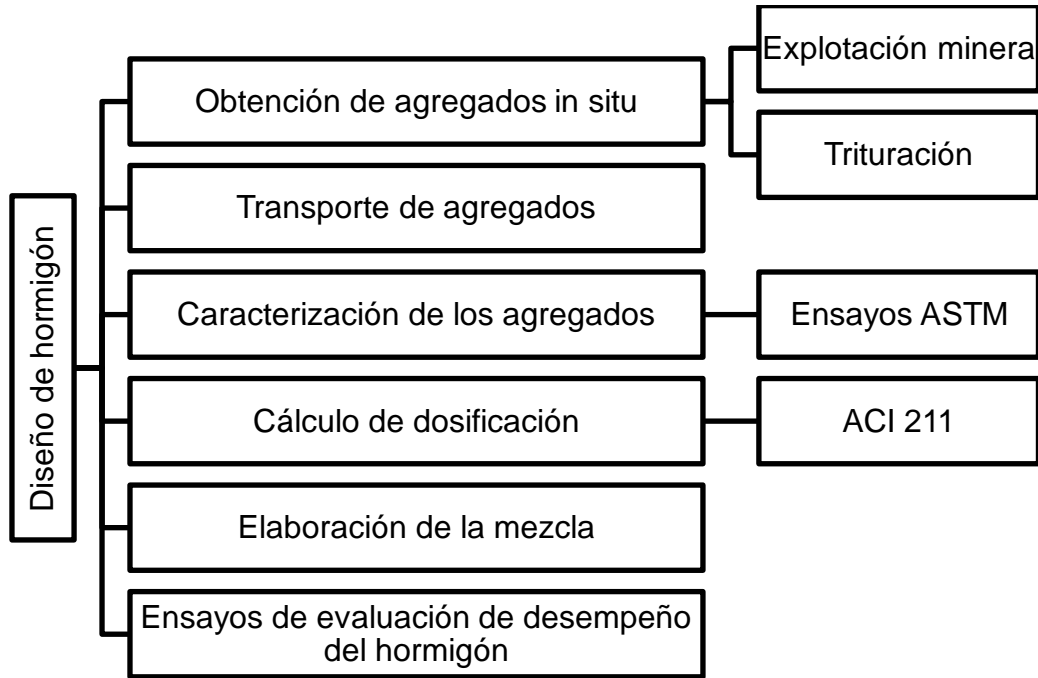 Diseño de hormigón
Obtención de agregados in situ
Explotación minera
Trituración
Transporte de agregados
Caracterización de los agregados
Ensayos ASTM
Cálculo de dosificación
ACI 211
Elaboración de la mezcla
Ensayos de evaluación de desempeño
del hormigón